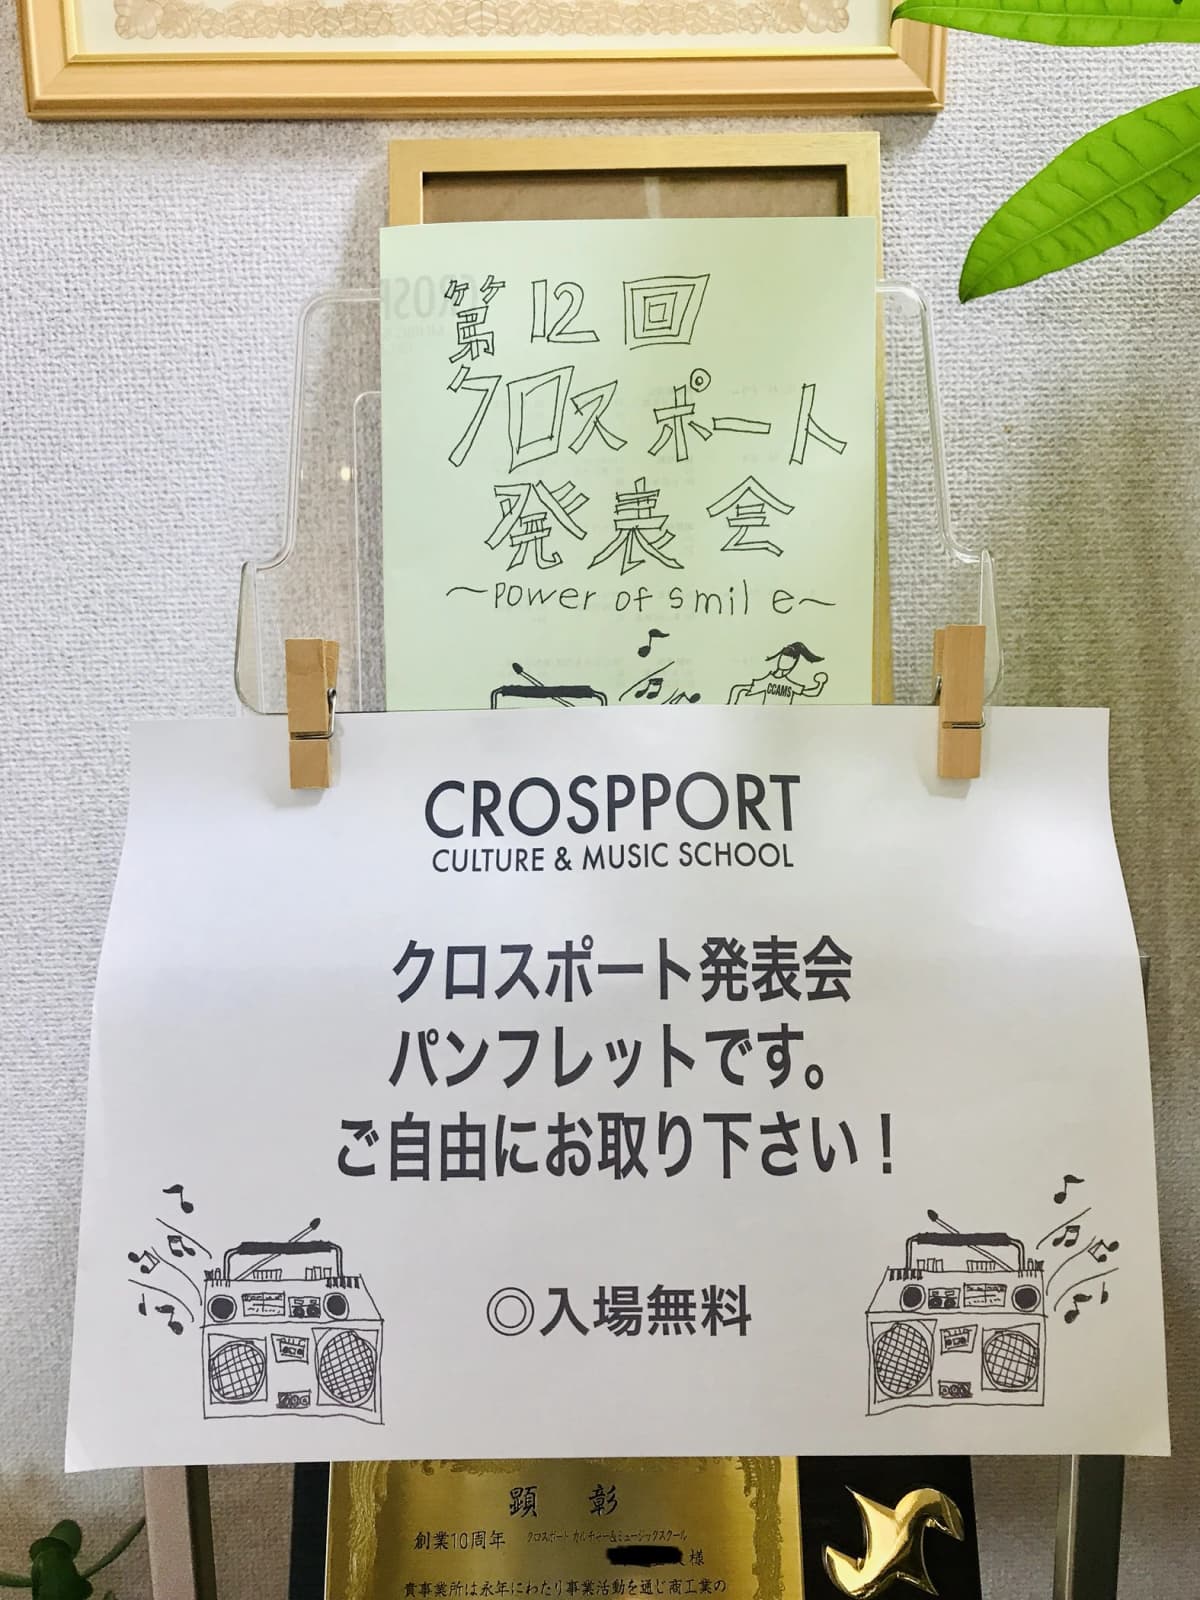 第12回
クロスポート
発表会
～power of smile～
CCAMS
CROSPPORT
CULTURE & MUSIC SCHOOL
クロスポート発表会
パンフレットです。
ご自由にお取り下さい！
◎入場無料
顕 彰
創業10周年 クロスポート カルチャー&ミュージックスクール
様
貴事業所は永年にわたり事業活動を通じ商工業の